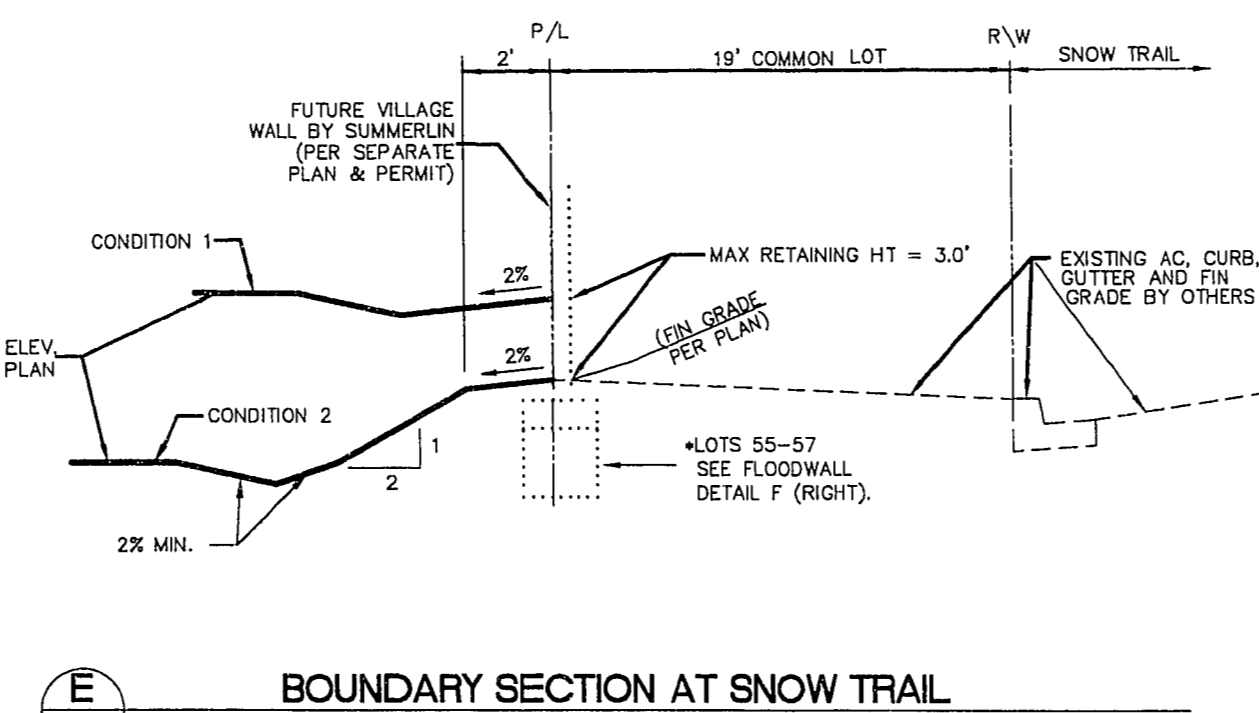 P/L
R\W
2'
19' COMMON LOT
SNOW TRAIL
FUTURE VILLAGE
WALL BY SUMMERLIN
(PER SEPARATE
PLAN & PERMIT)
CONDITION 1
2%
MAX RETAINING HT = 3.0'
EXISTING AC, CURB,
GUTTER AND FIN
GRADE BY OTHERS
(FIN GRADE
PER PLAN)
ELEV.
PLAN
2%
CONDITION 2
1
2
*LOTS 55-57
SEE FLOODWALL
DETAIL F (RIGHT).
2% MIN.
E
BOUNDARY SECTION AT SNOW TRAIL